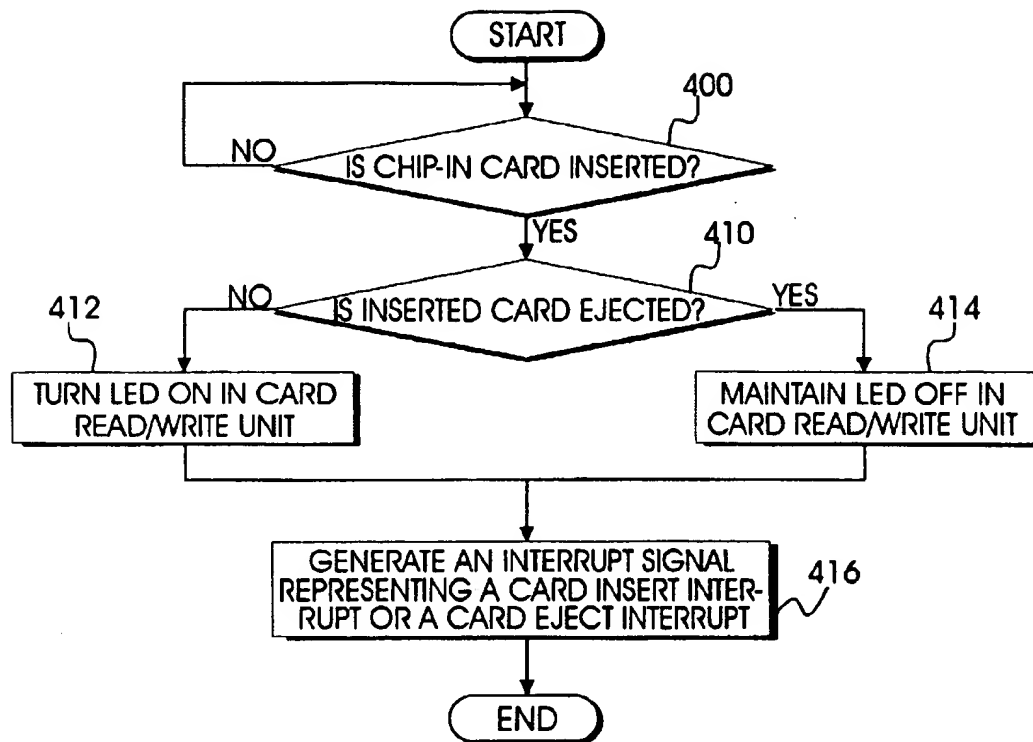 START
400
NO
IS CHIP-IN CARD INSERTED?
YES
410
NO
IS INSERTED CARD EJECTED?
YES
412
414
TURN LED ON IN CARD
READ/WRITE UNIT
MAINTAIN LED OFF IN
CARD READ/WRITE UNIT
GENERATE AN INTERRUPT SIGNAL
REPRESENTING A CARD INSERT INTER-
RUPT OR A CARD EJECT INTERRUPT
416
END